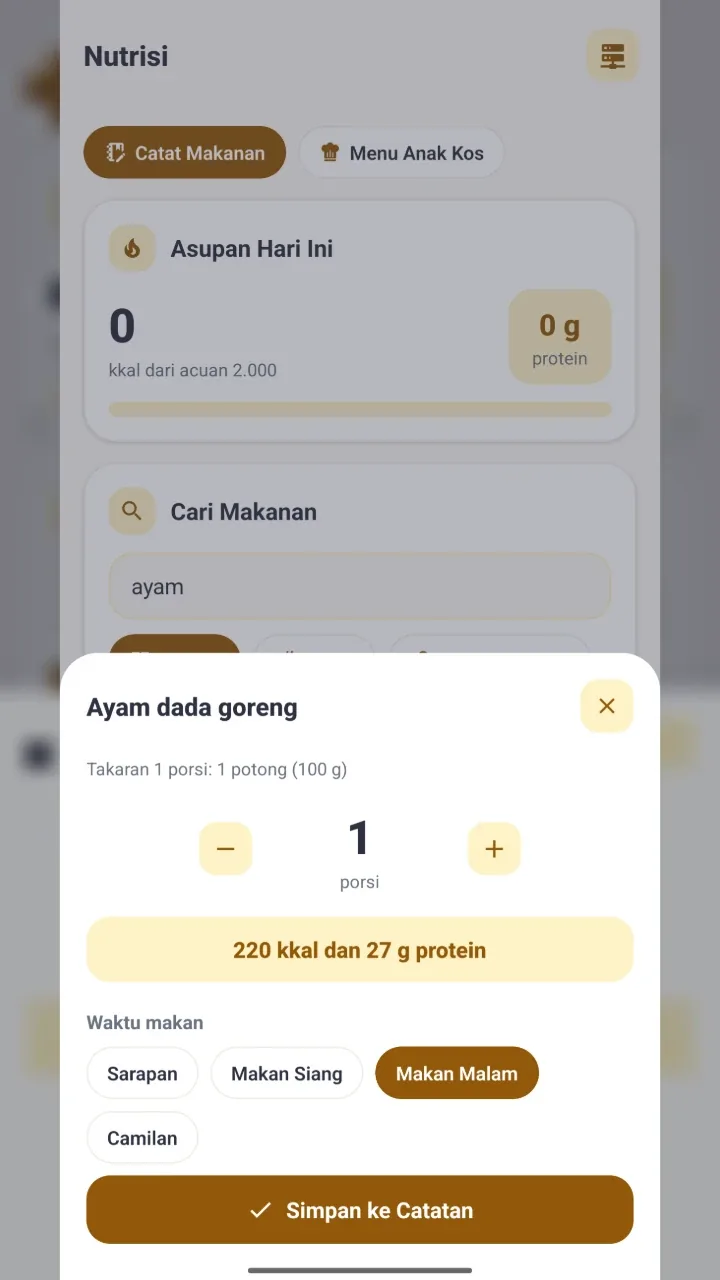 Nutrisi
Catat Makanan
Menu Anak Kos
Asupan Hari Ini
0
kkal dari acuan 2.000
0 g
protein
Cari Makanan
ayam
Ayam dada goreng
Takaran 1 porsi: 1 potong (100 g)
1
porsi
220 kkal dan 27 g protein
Waktu makan
Sarapan
Makan Siang
Makan Malam
Camilan
Simpan ke Catatan